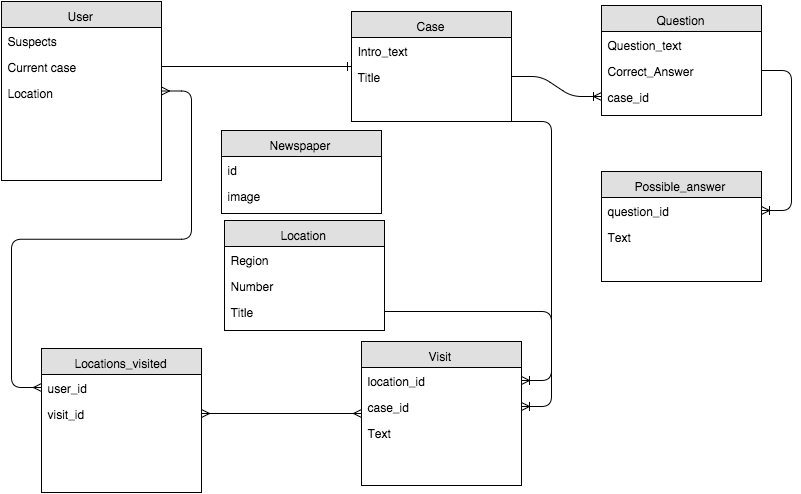 User
Suspects
Current case
Location
Case
Intro_text
Title
Question
Question_text
Correct_Answer
case_id
Newspaper
id
image
Possible_answer
question_id
Text
Location
Region
Number
Title
Locations_visited
user_id
visit_id
Visit
location_id
case_id
Text